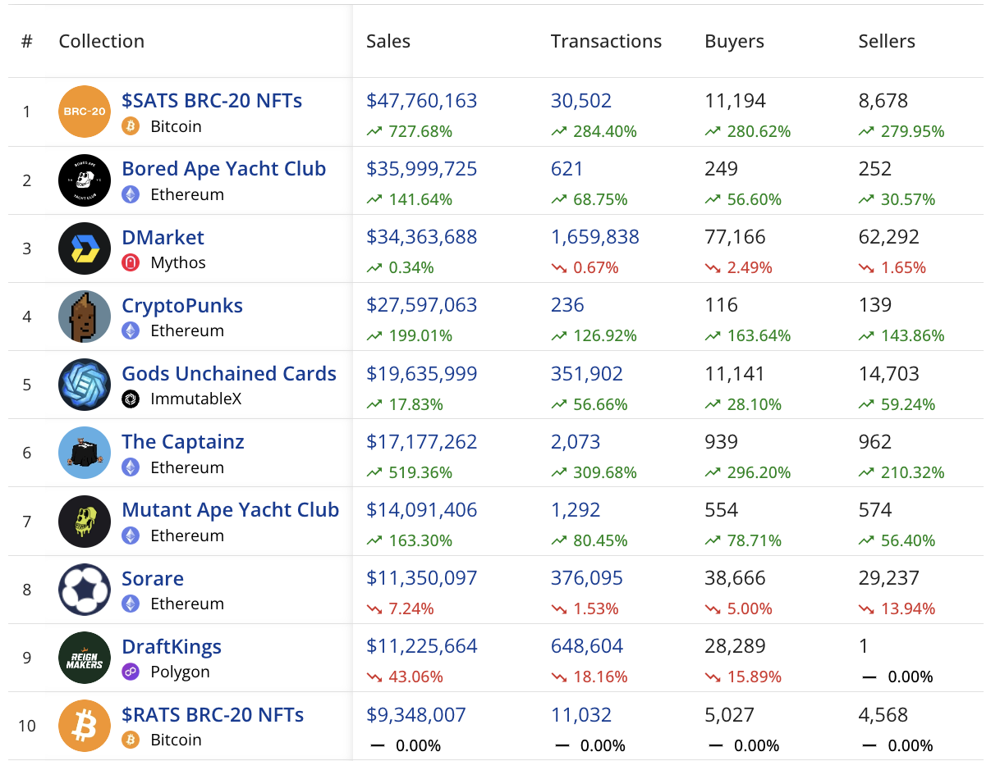 # Collection Sales Transactions Buyers Sellers
1 BRC-20 $SATS BRC-20 NFTs $47,760,163 30,502 11,194 8,678
Bitcoin 727.68% 284.40% 280.62% 279.95%
BORED APE
YACHT CLUB
2 Bored Ape Yacht Club $35,999,725 621 249 252
Ethereum 141.64% 68.75% 56.60% 30.57%
3 DMarket $34,363,688 1,659,838 77,166 62,292
Mythos 0.34% 0.67% 2.49% 1.65%
4 CryptoPunks $27,597,063 236 116 139
Ethereum 199.01% 126.92% 163.64% 143.86%
5 Gods Unchained Cards $19,635,999 351,902 11,141 14,703
ImmutableX 17.83% 56.66% 28.10% 59.24%
6 The Captainz $17,177,262 2,073 939 962
Ethereum 519.36% 309.68% 296.20% 210.32%
7 Mutant Ape Yacht Club $14,091,406 1,292 554 574
Ethereum 163.30% 80.45% 78.71% 56.40%
8 Sorare $11,350,097 376,095 38,666 29,237
Ethereum 7.24% 1.53% 5.00% 13.94%
REIGN
MAKERS
9 DraftKings $11,225,664 648,604 28,289 1
Polygon 43.06% 18.16% 15.89% — 0.00%
10 $RATS BRC-20 NFTs $9,348,007 11,032 5,027 4,568
Bitcoin — 0.00% — 0.00% — 0.00% — 0.00%